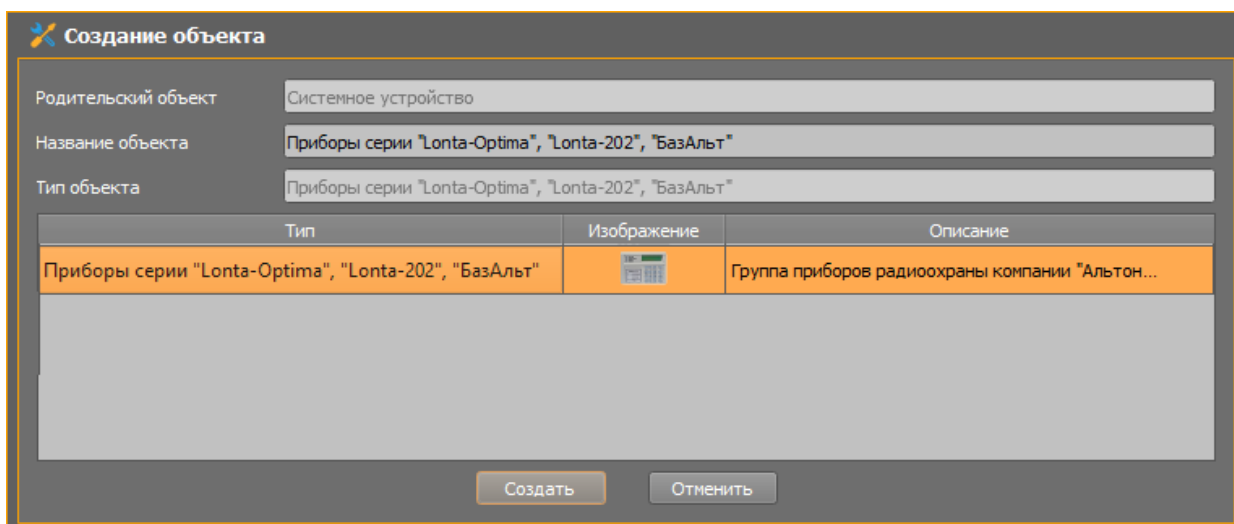 Создание объекта
Родительский объект Системное устройство
Название объекта Приборы серии "Lonta-Optima", "Lonta-202", "БазАльт"
Тип объекта Приборы серии "Lonta-Optima", "Lonta-202", "БазАльт"
Тип Изображение Описание
Приборы серии "Lonta-Optima", "Lonta-202", "БазАльт" Группа приборов радиоохраны компании "Альтон...
Создать Отменить